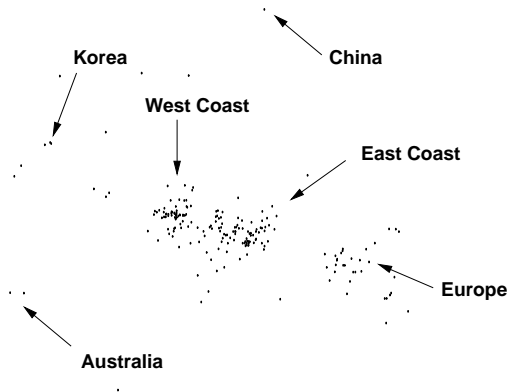 Korea
China
West Coast
East Coast
Europe
Australia